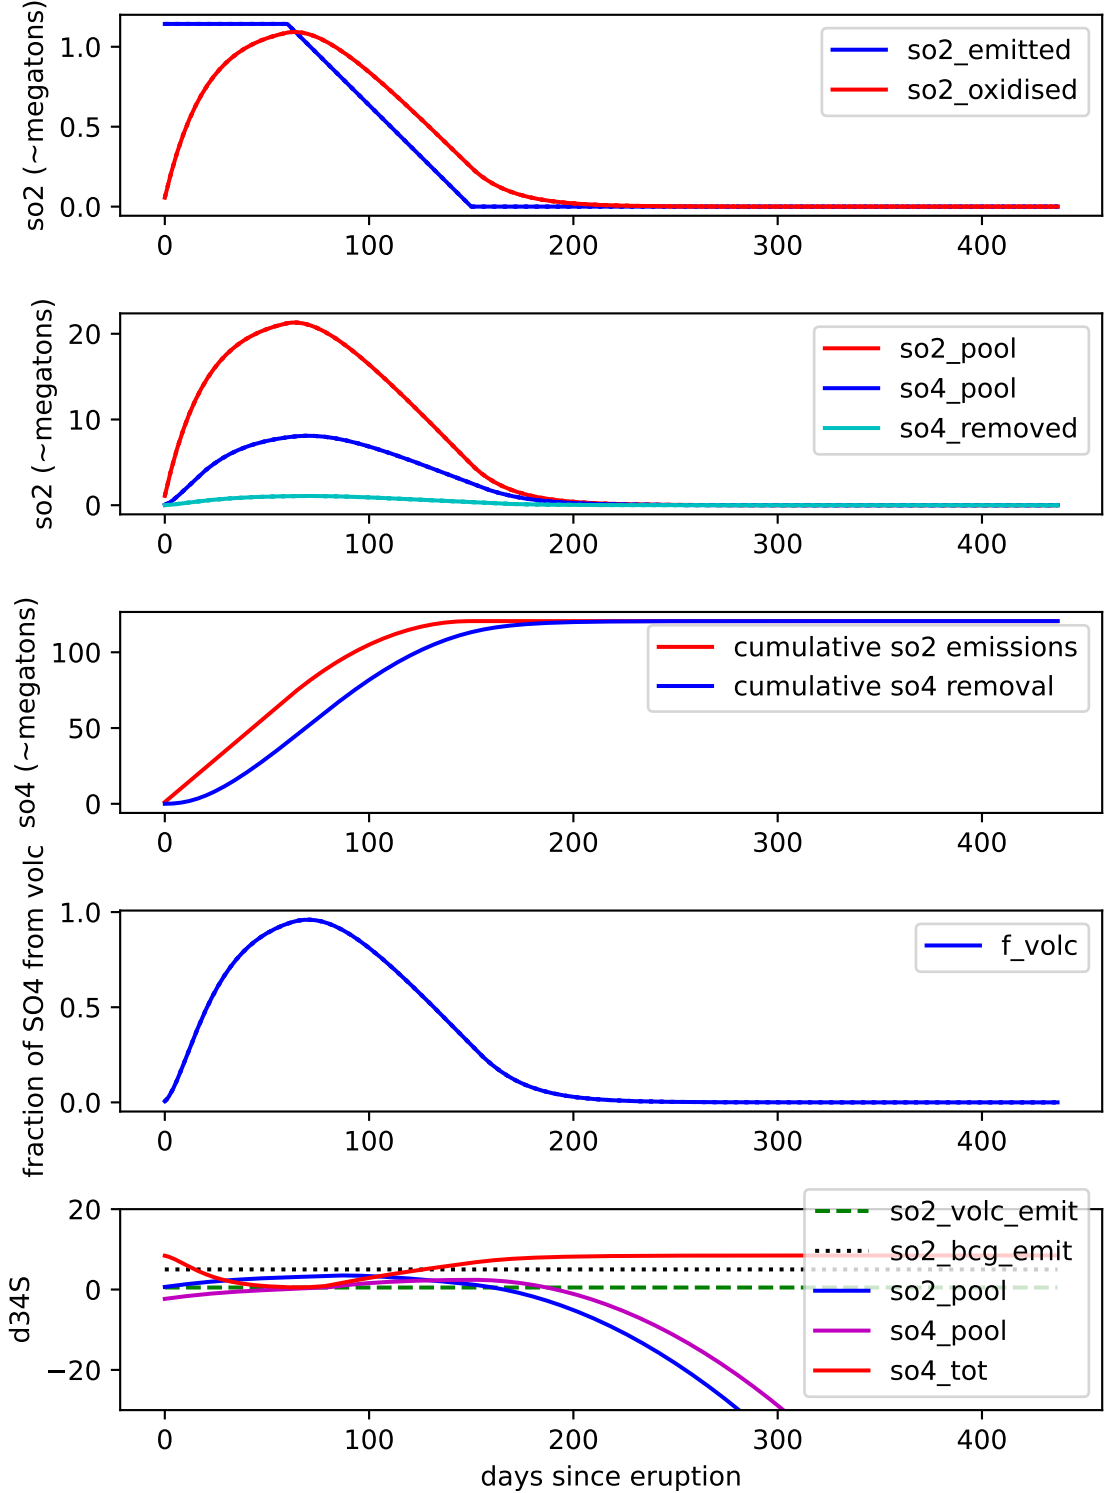 so2 (~megatons)
1.0
0.5
0.0
so2_emitted
so2_oxidised
0 100 200 300 400
so2 (~megatons)
20
10
0
so2_pool
so4_pool
so4_removed
0 100 200 300 400
so4 (~megatons)
100
50
0
cumulative so2 emissions
cumulative so4 removal
0 100 200 300 400
fraction of SO4 from volc
1.0
0.5
0.0
f_volc
0 100 200 300 400
d34S
20
0
−20
so2_volc_emit
so2_bcg_emit
so2_pool
so4_pool
so4_tot
0 100 200 300 400
days since eruption